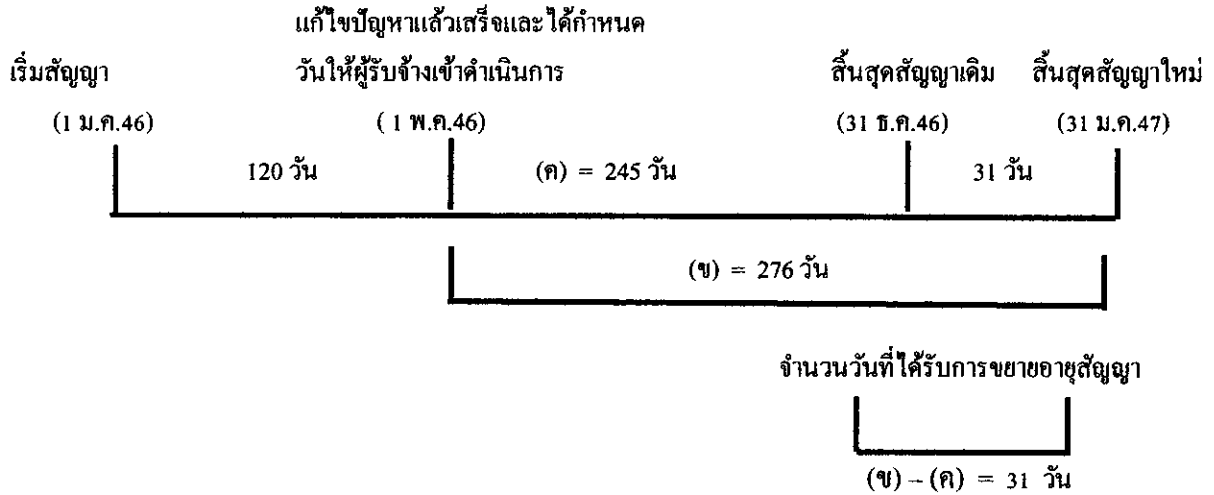 แก้ไขปัญหาแล้วเสร็จและได้กำหนด
เริ่มสัญญา วันให้ผู้รับจ้างเข้าดำเนินการ สิ้นสุดสัญญาเดิม สิ้นสุดสัญญาใหม่
(1 ม.ค.46) ( 1 พ.ค.46) (31 ธ.ค.46) (31 ม.ค.47)
120 วัน (ค) = 245 วัน 31 วัน
(ข) = 276 วัน
จำนวนวันที่ได้รับการขยายอายุสัญญา
(ข) – (ค) = 31 วัน